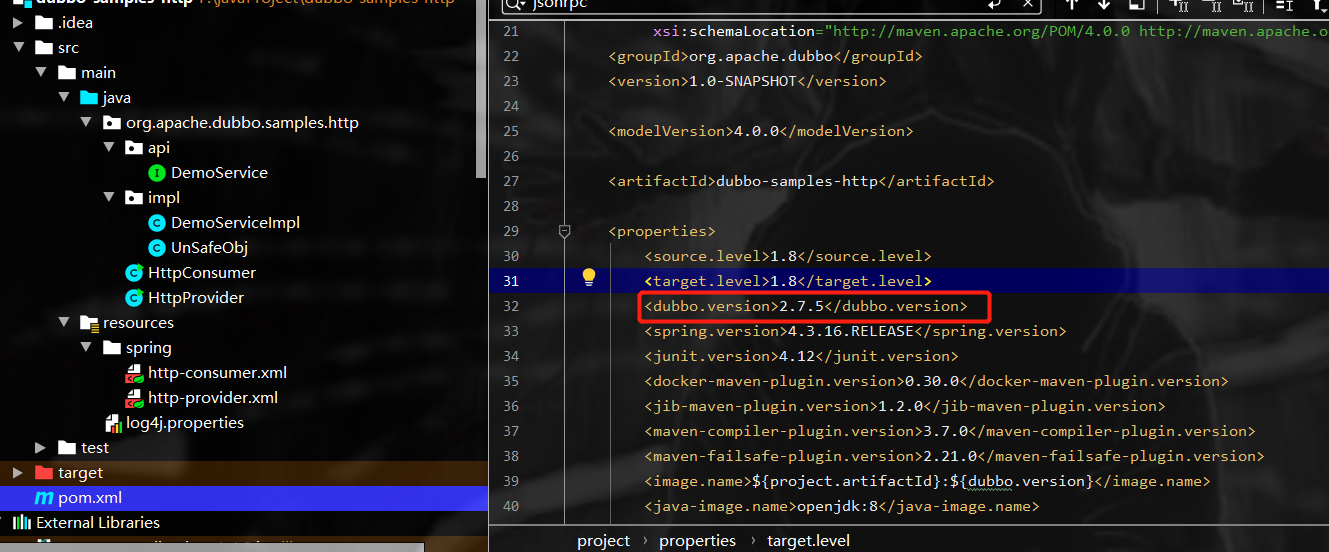 dubbo-samples-http F:\javaProject\dubbo-samples-http
.idea
src
main
java
org.apache.dubbo.samples.http
api
DemoService
impl
DemoServiceImpl
UnSafeObj
HttpConsumer
HttpProvider
resources
spring
http-consumer.xml
http-provider.xml
log4j.properties
test
target
pom.xml
External Libraries
jsonrpc
21 xsi:schemaLocation="http://maven.apache.org/POM/4.0.0 http://maven.apache.o
22 <groupId>org.apache.dubbo</groupId>
23 <version>1.0-SNAPSHOT</version>
24
25 <modelVersion>4.0.0</modelVersion>
26
27 <artifactId>dubbo-samples-http</artifactId>
28
29 <properties>
30 <source.level>1.8</source.level>
31 <target.level>1.8</target.level>
32 <dubbo.version>2.7.5</dubbo.version>
33 <spring.version>4.3.16.RELEASE</spring.version>
34 <junit.version>4.12</junit.version>
35 <docker-maven-plugin.version>0.30.0</docker-maven-plugin.version>
36 <jib-maven-plugin.version>1.2.0</jib-maven-plugin.version>
37 <maven-compiler-plugin.version>3.7.0</maven-compiler-plugin.version>
38 <maven-failsafe-plugin.version>2.21.0</maven-failsafe-plugin.version>
39 <image.name>${project.artifactId}:${dubbo.version}</image.name>
40 <java-image.name>openjdk:8</java-image.name>
project › properties › target.level